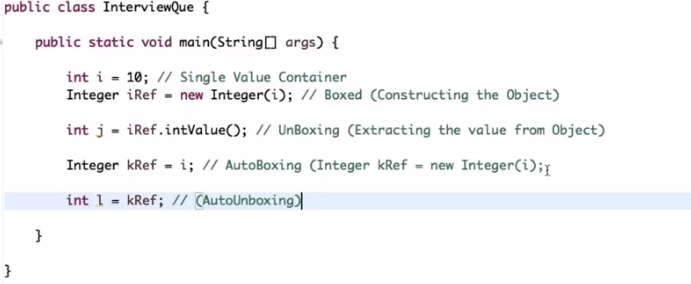 public class InterviewQue {
public static void main(String[] args) {
int i = 10; // Single Value Container
Integer iRef = new Integer(i); // Boxed (Constructing the Object)
int j = iRef.intValue(); // UnBoxing (Extracting the value from Object)
Integer kRef = i; // AutoBoxing (Integer kRef = new Integer(i);
int l = kRef; // (AutoUnboxing)
}
}